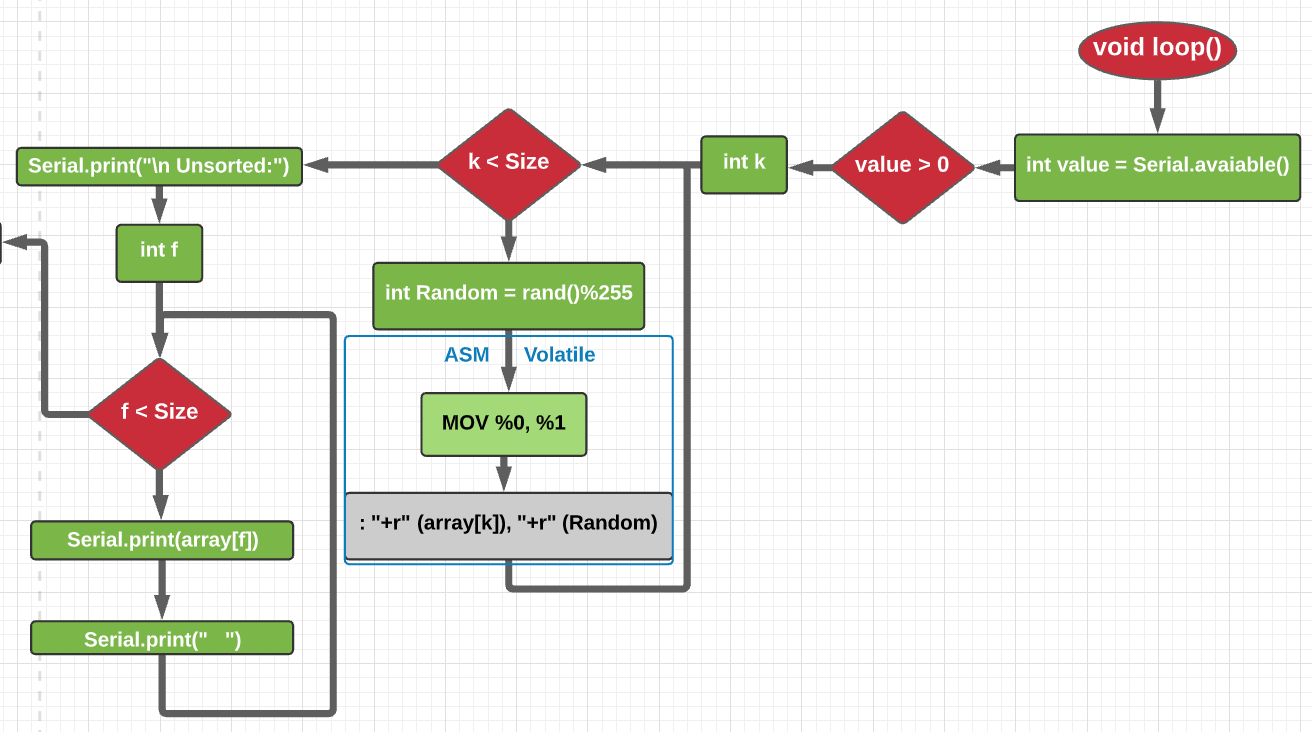 void loop()
int value = Serial.avaiable()
value > 0
int k
k < Size
int Random = rand()%255
ASM Volatile
MOV %0, %1
: "+r" (array[k]), "+r" (Random)
Serial.print("\n Unsorted:")
int f
f < Size
Serial.print(array[f])
Serial.print("   ")